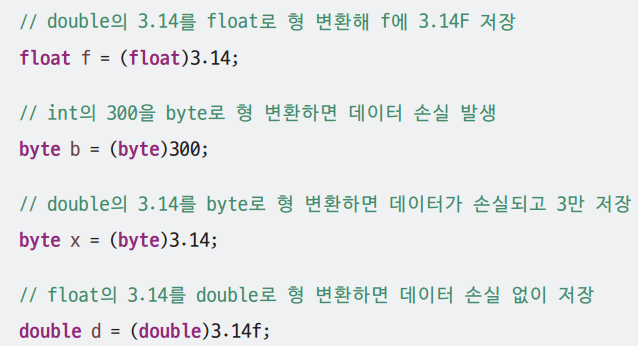 // double의 3.14를 float로 형 변환해 f에 3.14F 저장
float f = (float)3.14;
// int의 300을 byte로 형 변환하면 데이터 손실 발생
byte b = (byte)300;
// double의 3.14를 byte로 형 변환하면 데이터가 손실되고 3만 저장
byte x = (byte)3.14;
// float의 3.14를 double로 형 변환하면 데이터 손실 없이 저장
double d = (double)3.14f;